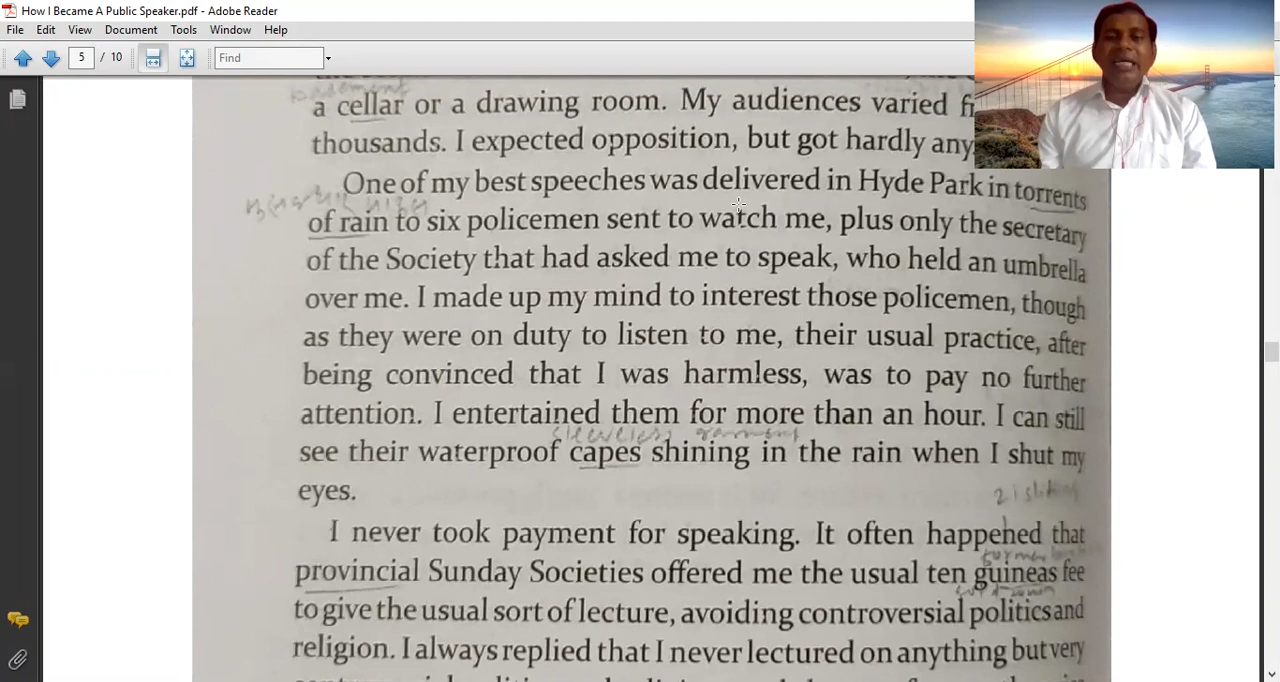 How I Became A Public Speaker.pdf - Adobe Reader
File Edit View Document Tools Window Help
5 / 10 Find
a cellar or a drawing room. My audiences varied
thousands. I expected opposition, but got hardly any
One of my best speeches was delivered in Hyde Park in torrents
of rain to six policemen sent to watch me, plus only the secretary
of the Society that had asked me to speak, who held an umbrella
over me. I made up my mind to interest those policemen, though
as they were on duty to listen to me, their usual practice, after
being convinced that I was harmless, was to pay no further
attention. I entertained them for more than an hour. I can still
sleeveless garment
see their waterproof capes shining in the rain when I shut my
eyes.
I never took payment for speaking. It often happened that
provincial Sunday Societies offered me the usual ten guineas fee
to give the usual sort of lecture, avoiding controversial politics and
religion. I always replied that I never lectured on anything but very